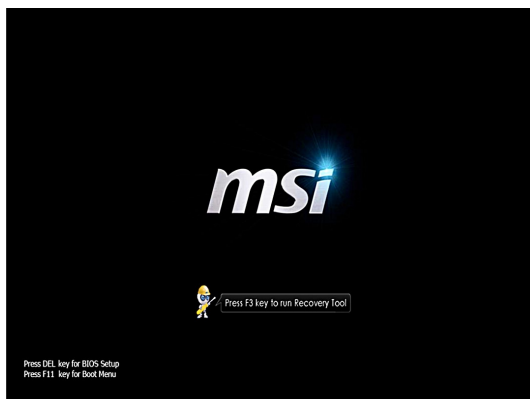 msi
Press F3 key to run Recovery Tool
Press DEL key for BIOS Setup
Press F11 key for Boot Menu